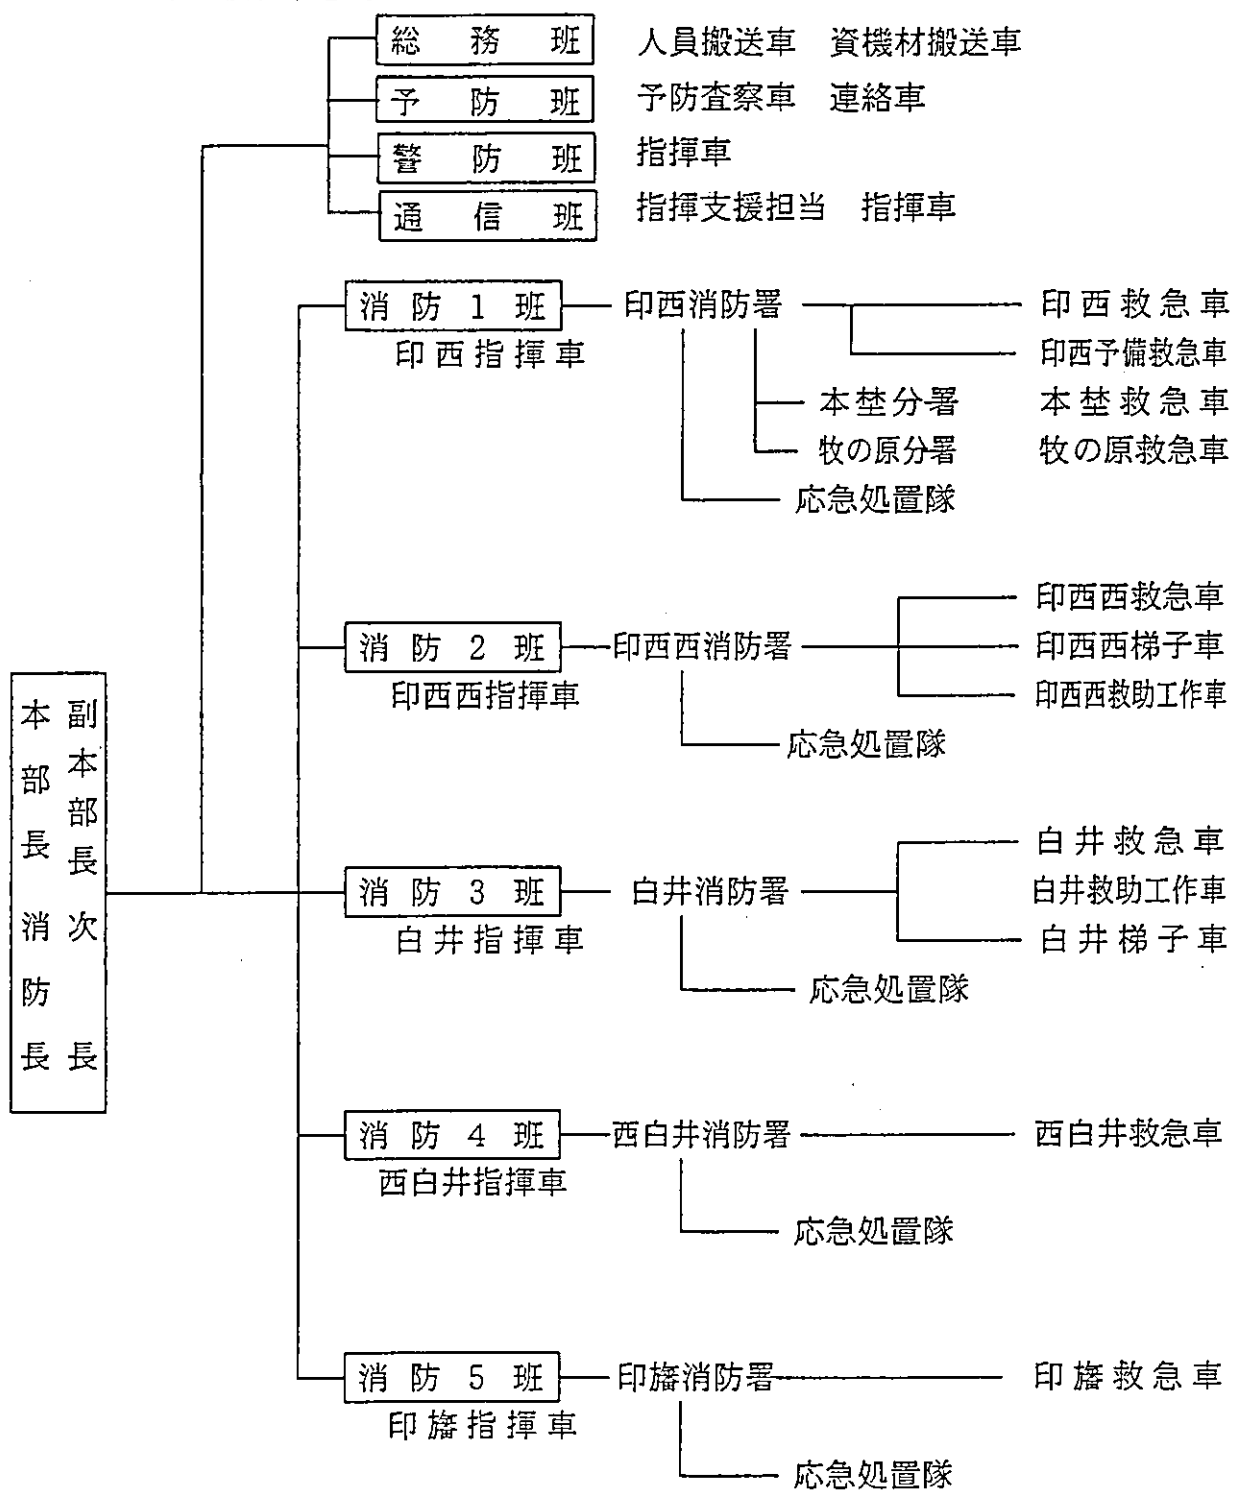 総務班 人員搬送車 資機材搬送車
予防班 予防査察車 連絡車
警防班 指揮車
通信班 指揮支援担当 指揮車
消防1班 印西消防署 印西救急車
印西指揮車 印西予備救急車
本埜分署 本埜救急車
牧の原分署 牧の原救急車
応急処置隊
印西西救急車
消防2班 印西西消防署 印西西梯子車
印西西指揮車 印西西救助工作車
応急処置隊
本部長 消防長
副本部長 次長
白井救急車
消防3班 白井消防署 白井救助工作車
白井指揮車 白井梯子車
応急処置隊
消防4班 西白井消防署 西白井救急車
西白井指揮車
応急処置隊
消防5班 印旛消防署 印旛救急車
印旛指揮車
応急処置隊